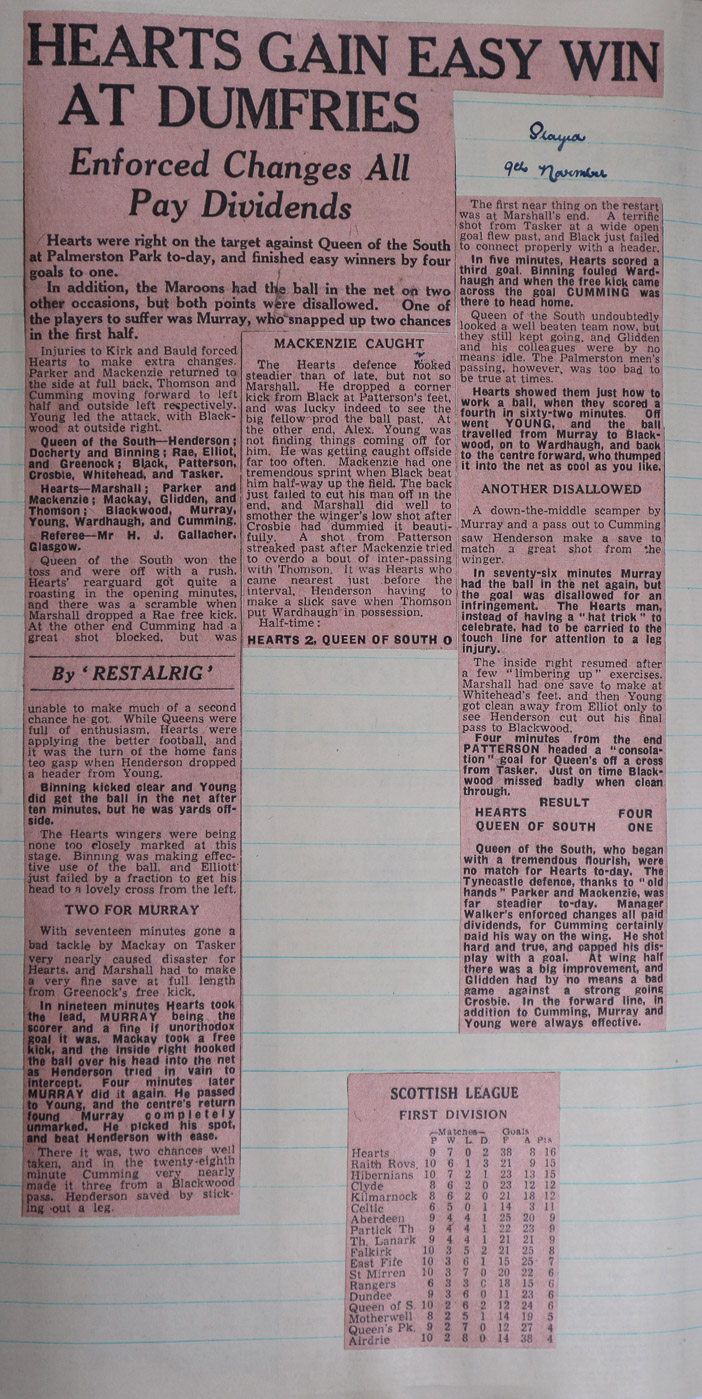 HEARTS GAIN EASY WIN
AT DUMFRIES
Enforced Changes All
Pay Dividends
Played
9th November
Hearts were right on the target against Queen of the South
at Palmerston Park to-day, and finished easy winners by four
goals to one.
In addition, the Maroons had the ball in the net on two
other occasions, but both points were disallowed. One of
the players to suffer was Murray, who snapped up two chances
in the first half.
Injuries to Kirk and Bauld forced
Hearts to make extra changes.
Parker and Mackenzie returned to
the side at full back, Thomson and
Cumming moving forward to left
half and outside left respectively.
Young led the attack, with Black-
wood at outside right.
Queen of the South—Henderson;
Docherty and Binning; Rae, Elliot,
and Greenock; Black, Patterson,
Crosbie, Whitehead, and Tasker.
Hearts—Marshall; Parker and
Mackenzie; Mackay, Glidden, and
Thomson; Blackwood, Murray,
Young, Wardhaugh, and Cumming.
Referee—Mr H. J. Gallacher,
Glasgow.
Queen of the South won the
toss and were off with a rush.
Hearts' rearguard got quite a
roasting in the opening minutes,
and there was a scramble when
Marshall dropped a Rae free kick.
At the other end Cumming had a
great shot blocked, but was
By 'RESTALRIG'
unable to make much of a second
chance he got. While Queens were
full of enthusiasm, Hearts were
applying the better football, and
it was the turn of the home fans
teo gasp when Henderson dropped
a header from Young.
Binning kicked clear and Young
did get the ball in the net after
ten minutes, but he was yards off-
side.
The Hearts wingers were being
none too closely marked at this
stage. Binning was making effec-
tive use of the ball, and Elliott
just failed by a fraction to get his
head to a lovely cross from the left.
TWO FOR MURRAY
With seventeen minutes gone a
bad tackle by Mackay on Tasker
very nearly caused disaster for
Hearts, and Marshall had to make
a very fine save at full length
from Greenock's free kick.
In nineteen minutes Hearts took
the lead, MURRAY being the
scorer and a fine if unorthodox
goal it was. Mackay took a free
kick, and the inside right hooked
the ball over his head into the net
as Henderson tried in vain to
intercept. Four minutes later
MURRAY did it again. He passed
to Young, and the centre's return
found Murray completely
unmarked. He picked his spot,
and beat Henderson with ease.
There it was, two chances well
taken, and in the twenty-eighth
minute Cumming very nearly
made it three from a Blackwood
pass. Henderson saved by stick-
ing out a leg.
MACKENZIE CAUGHT
The Hearts defence looked
steadier than of late, but not so
Marshall. He dropped a corner
kick from Black at Patterson's feet,
and was lucky indeed to see the
big fellow prod the ball past. At
the other end, Alex. Young was
not finding things coming off for
him. He was getting caught offside
far too often. Mackenzie had one
tremendous sprint when Black beat
him half-way up the field. The back
just failed to cut his man off in the
end, and Marshall did well to
smother the winger's low shot after
Crosbie had dummied it beauti-
fully. A shot from Patterson
streaked past after Mackenzie tried
to overdo a bout of inter-passing
with Thomson. It was Hearts who
came nearest just before the
interval, Henderson having to
make a slick save when Thomson
put Wardhaugh in possession.
Half-time:
HEARTS 2, QUEEN OF SOUTH 0
The first near thing on the restart
was at Marshall's end. A terrific
shot from Tasker at a wide open
goal flew past, and Black just failed
to connect properly with a header.
In five minutes, Hearts scored a
third goal. Binning fouled Ward-
haugh and when the free kick came
across the goal CUMMING was
there to head home.
Queen of the South undoubtedly
looked a well beaten team now, but
they still kept going, and Glidden
and his colleagues were by no
means idle. The Palmerston men's
passing, however, was too bad to
be true at times.
Hearts showed them just how to
work a ball, when they scored a
fourth in sixty-two minutes. Off
went YOUNG, and the ball
travelled from Murray to Black-
wood, on to Wardhaugh, and back
to the centre forward, who thumped
it into the net as cool as you like.
ANOTHER DISALLOWED
A down-the-middle scamper by
Murray and a pass out to Cumming
saw Henderson make a save to
match a great shot from the
winger.
In seventy-six minutes Murray
had the ball in the net again, but
the goal was disallowed for an
infringement. The Hearts man,
instead of having a "hat trick" to
celebrate, had to be carried to the
touch line for attention to a leg
injury.
The inside right resumed after
a few "limbering up" exercises.
Marshall had one save to make at
Whitehead's feet, and then Young
got clean away from Elliot only to
see Henderson cut out his final
pass to Blackwood.
Four minutes from the end
PATTERSON headed a "consola-
tion" goal for Queen's off a cross
from Tasker. Just on time Black-
wood missed badly when clean
through.
RESULT
HEARTS FOUR
QUEEN OF SOUTH ONE
Queen of the South, who began
with a tremendous flourish, were
no match for Hearts to-day. The
Tynecastle defence, thanks to "old
hands" Parker and Mackenzie, was
far steadier to-day. Manager
Walker's enforced changes all paid
dividends, for Cumming certainly
paid his way on the wing. He shot
hard and true, and capped his dis-
play with a goal. At wing half
there was a big improvement, and
Glidden had by no means a bad
game against a strong going
Crosbie. In the forward line, in
addition to Cumming, Murray and
Young were always effective.
SCOTTISH LEAGUE
FIRST DIVISION
—Matches— Goals
P W L D F A Pts
Hearts 9 7 0 2 38 8 16
Raith Rovs. 10 6 1 3 21 9 15
Hibernians 10 7 2 1 23 13 15
Clyde 8 6 2 0 23 12 12
Kilmarnock 8 6 2 0 21 18 12
Celtic 6 5 0 1 14 3 11
Aberdeen 9 4 4 1 25 20 9
Partick Th 9 4 4 1 22 23 9
Th. Lanark 9 4 4 1 21 21 9
Falkirk 10 3 5 2 21 25 8
East Fife 10 3 6 1 15 25 7
St Mirren 10 3 7 0 20 22 6
Rangers 6 3 3 0 18 15 6
Dundee 9 3 6 0 11 23 6
Queen of S. 10 2 6 2 12 24 6
Motherwell 8 2 5 1 14 19 5
Queen's Pk. 9 2 7 0 12 27 4
Airdrie 10 2 8 0 14 38 4